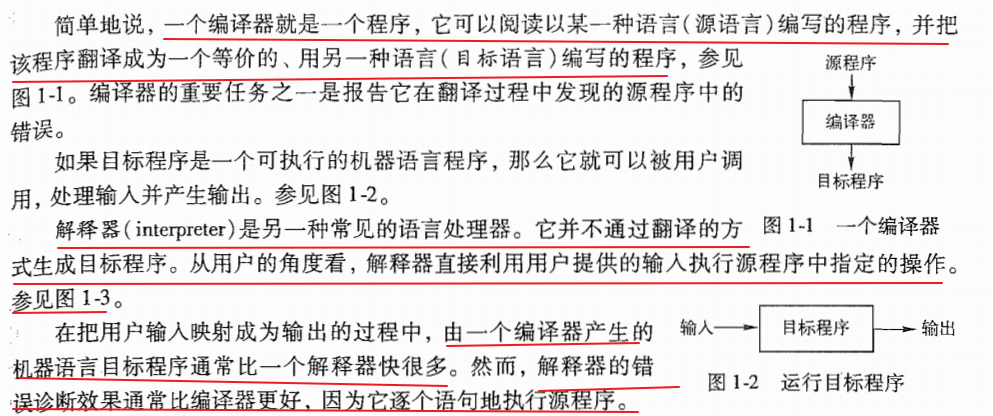 简单地说，一个编译器就是一个程序，它可以阅读以某一种语言（源语言）编写的程序，并把
该程序翻译成为一个等价的、用另一种语言（目标语言）编写的程序，参见
图1-1。编译器的重要任务之一是报告它在翻译过程中发现的源程序中的
错误。
源程序
编译器
目标程序
如果目标程序是一个可执行的机器语言程序，那么它就可以被用户调
用，处理输入并产生输出。参见图1-2。
解释器（interpreter）是另一种常见的语言处理器。它并不通过翻译的方
图1-1 一个编译器
式生成目标程序。从用户的角度看，解释器直接利用用户提供的输入执行源程序中指定的操作。
参见图1-3。
在把用户输入映射成为输出的过程中，由一个编译器产生的
机器语言目标程序通常比一个解释器快很多。然而，解释器的错
误诊断效果通常比编译器更好，因为它逐个语句地执行源程序。
输入 目标程序 输出
图1-2 运行目标程序